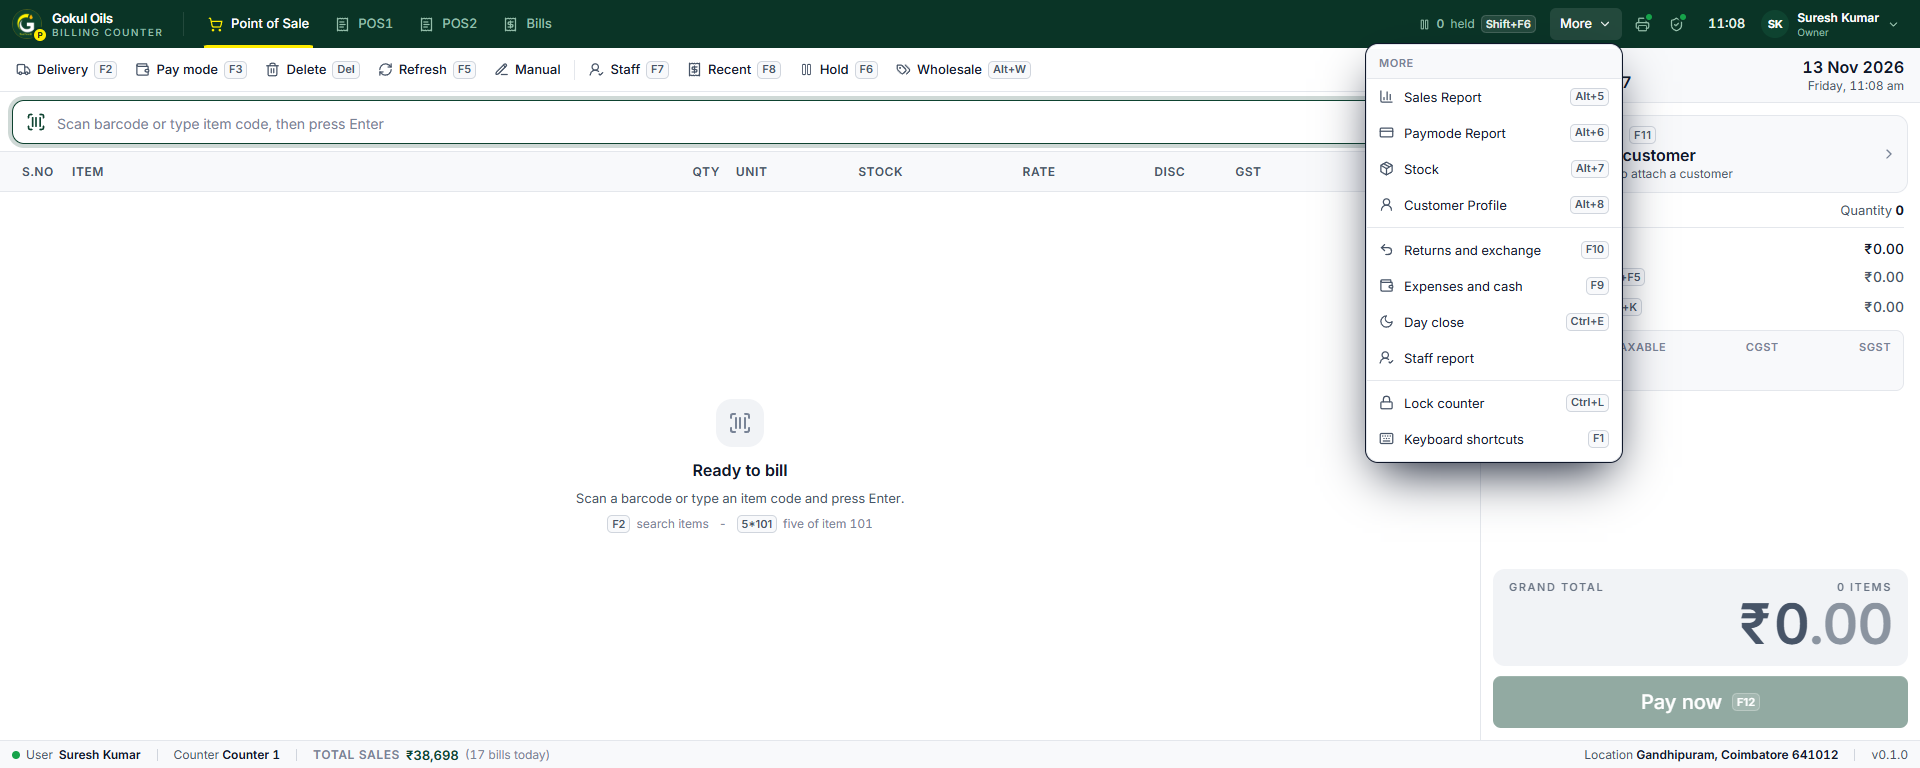 Gokul Oils
BILLING COUNTER
Point of Sale
POS1
POS2
Bills
0 held Shift+F6
More
11:08
SK
Suresh Kumar
Owner
Delivery F2
Pay mode F3
Delete Del
Refresh F5
Manual
Staff F7
Recent F8
Hold F6
Wholesale Alt+W
7
13 Nov 2026
Friday, 11:08 am
Scan barcode or type item code, then press Enter
S.NO ITEM QTY UNIT STOCK RATE DISC GST
MORE
Sales Report Alt+5
Paymode Report Alt+6
Stock Alt+7
Customer Profile Alt+8
Returns and exchange F10
Expenses and cash F9
Day close Ctrl+E
Staff report
Lock counter Ctrl+L
Keyboard shortcuts F1
F11
customer
attach a customer
Quantity 0
₹0.00
+F5 ₹0.00
+K ₹0.00
AXABLE CGST SGST
Ready to bill
Scan a barcode or type an item code and press Enter.
F2 search items - 5*101 five of item 101
GRAND TOTAL 0 ITEMS
₹0.00
Pay now F12
User Suresh Kumar
Counter Counter 1
TOTAL SALES ₹38,698 (17 bills today)
Location Gandhipuram, Coimbatore 641012
v0.1.0